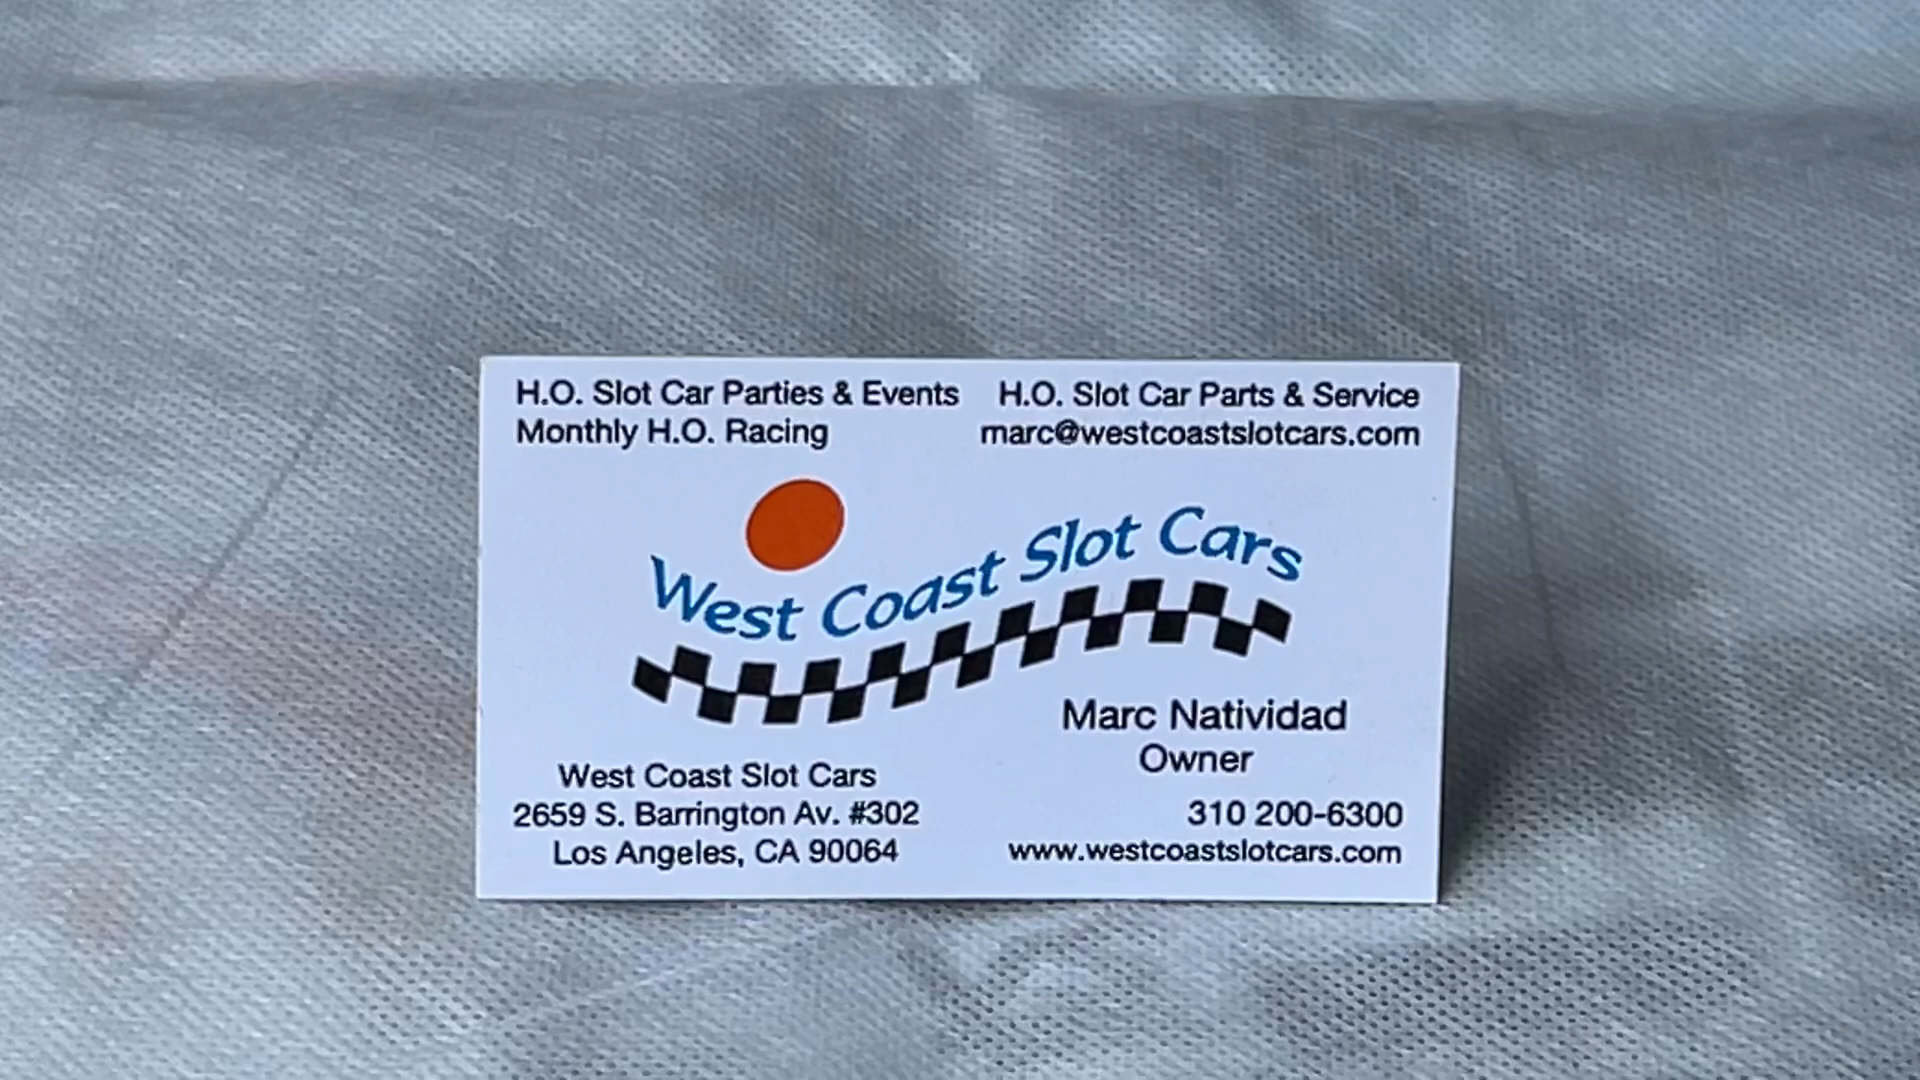 H.O. Slot Car Parties & Events
Monthly H.O. Racing
H.O. Slot Car Parts & Service
marc@westcoastslotcars.com
West Coast Slot Cars
Marc Natividad
Owner
West Coast Slot Cars
2659 S. Barrington Av. #302
Los Angeles, CA 90064
310 200-6300
www.westcoastslotcars.com